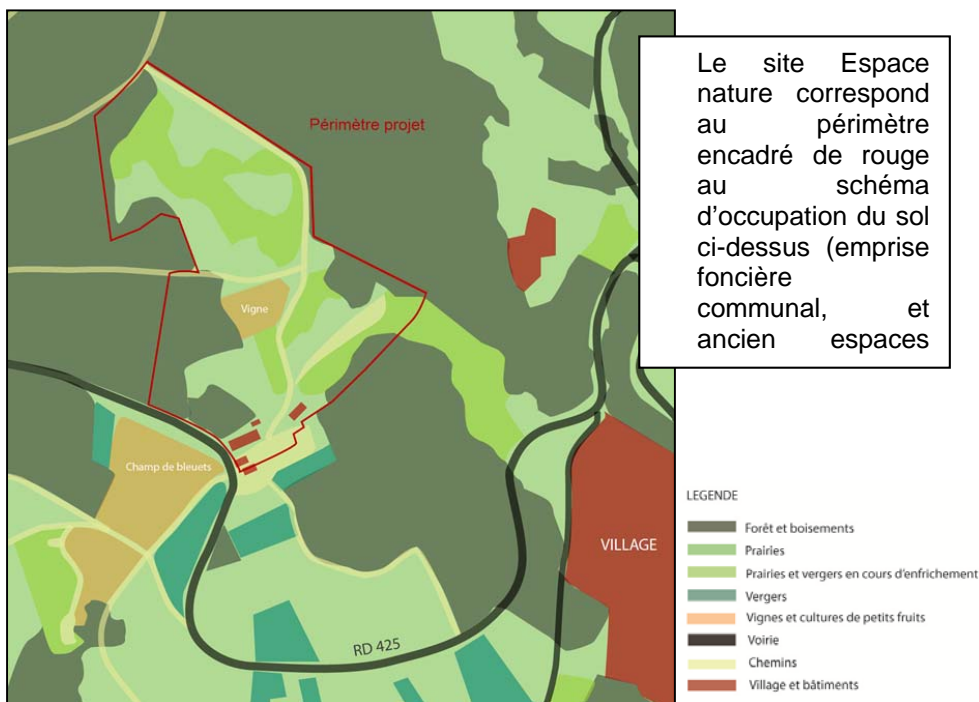 Périmètre projet
Vigne
Champ de bleuets
VILLAGE
RD 425
Le site Espace
nature correspond
au périmètre
encadré de rouge
au schéma
d'occupation du sol
ci-dessus (emprise
foncière
communal, et
ancien espaces
LEGENDE
Forêt et boisements
Prairies
Prairies et vergers en cours d'enfrichement
Vergers
Vignes et cultures de petits fruits
Voirie
Chemins
Village et bâtiments